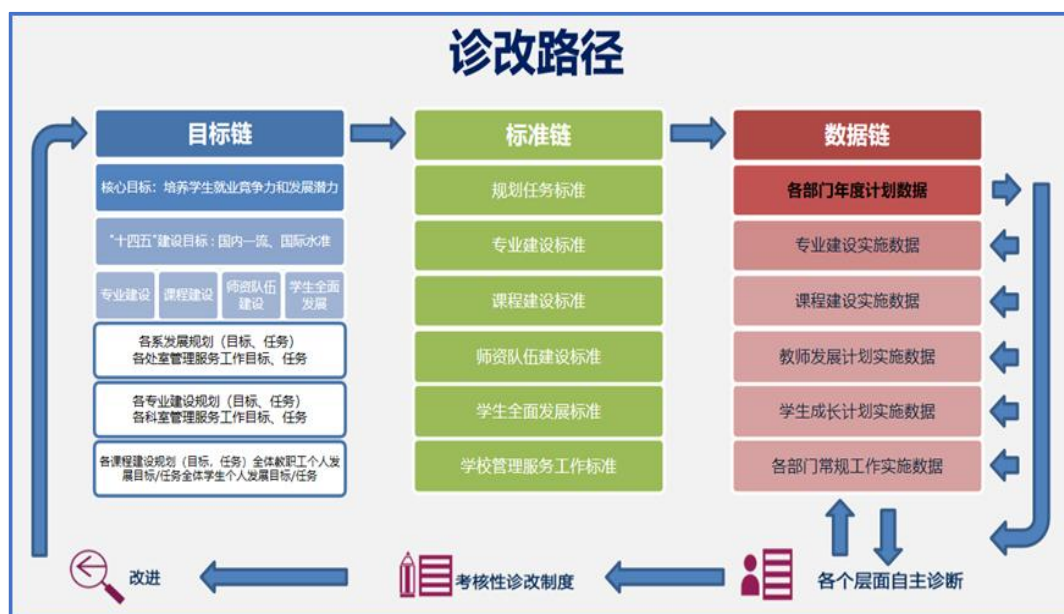 诊改路径
目标链
核心目标：培养学生就业竞争力和发展潜力
"十四五"建设目标：国内一流、国际水准
专业建设
课程建设
师资队伍
建设
学生全面
发展
各系发展规划（目标、任务）
各处室管理服务工作目标、任务
各专业建设规划（目标、任务）
各科室管理服务工作目标、任务
各课程建设规划（目标，任务）全体教职工个人发
展目标/任务全体学生个人发展目标/任务
标准链
规划任务标准
专业建设标准
课程建设标准
师资队伍建设标准
学生全面发展标准
学校管理服务工作标准
数据链
各部门年度计划数据
专业建设实施数据
课程建设实施数据
教师发展计划实施数据
学生成长计划实施数据
各部门常规工作实施数据
改进
考核性诊改制度
各个层面自主诊断